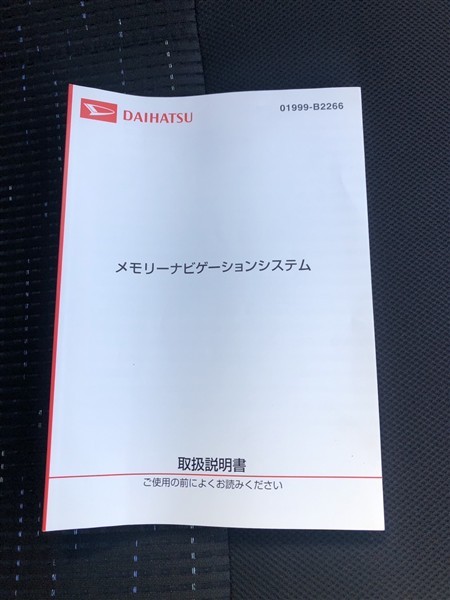 DAIHATSU
01999-B2266
メモリーナビゲーションシステム
取扱説明書
ご使用の前によくお読みください